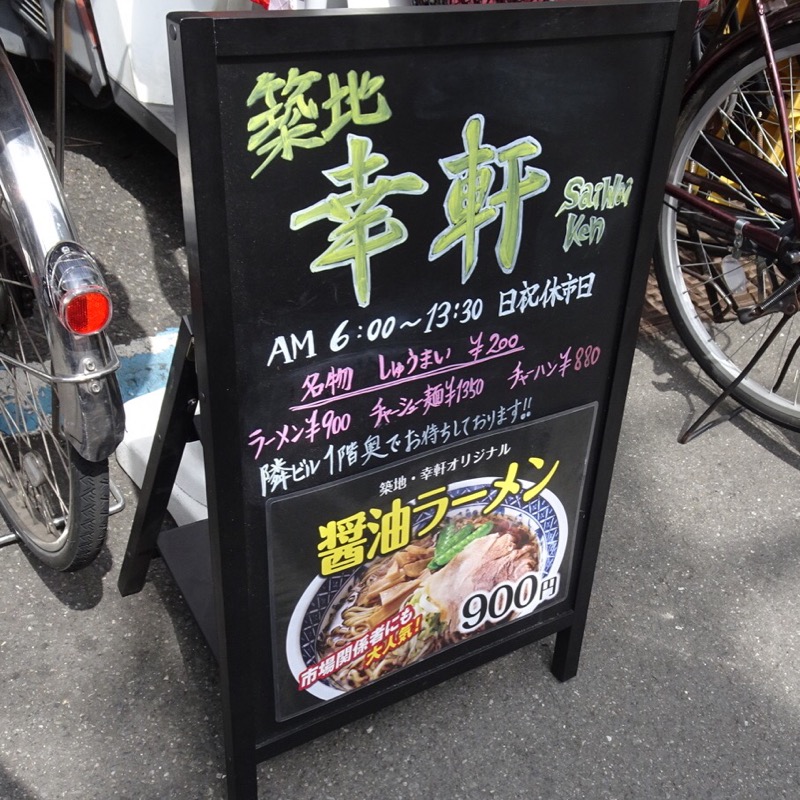 築地
幸軒
Saiwai
Ken
AM 6:00〜13:30 日祝休市日
名物 しゅうまい ¥200
ラーメン¥900 チャーシュー麺¥1350 チャーハン¥880
隣ビル1階奥でお待ちしております!!
築地・幸軒オリジナル
醤油ラーメン
900円
市場関係者にも
大人気!